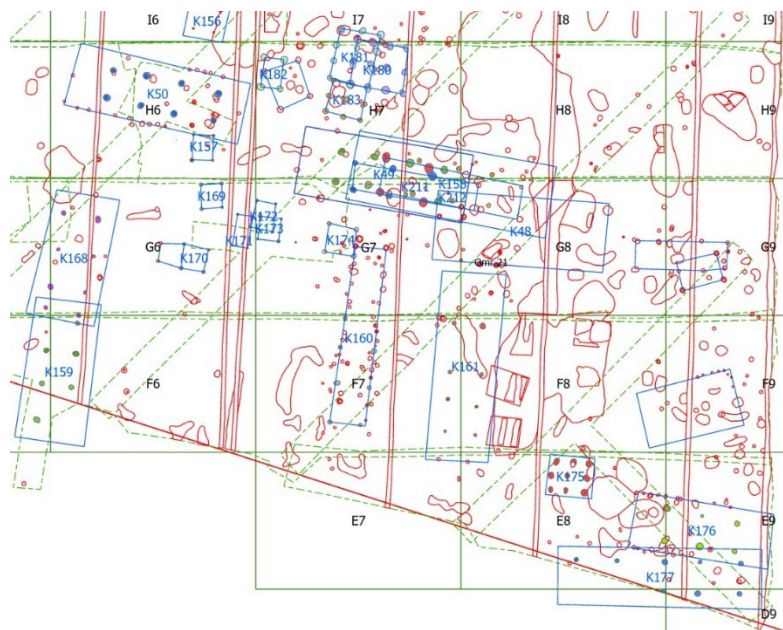 I6 K156 I7 I8 I9
K181 K180
K182
K50 K183
H6 H7 H8 H9
K157
K49 K158
K211
K169 K212
K172
K174 K48
K171 K173
G6 K170 G7 G8 G9
K168
K160
K161
K159 F6 F7 F8 F9
K175
E7 E8 E9
K176
K177
D9